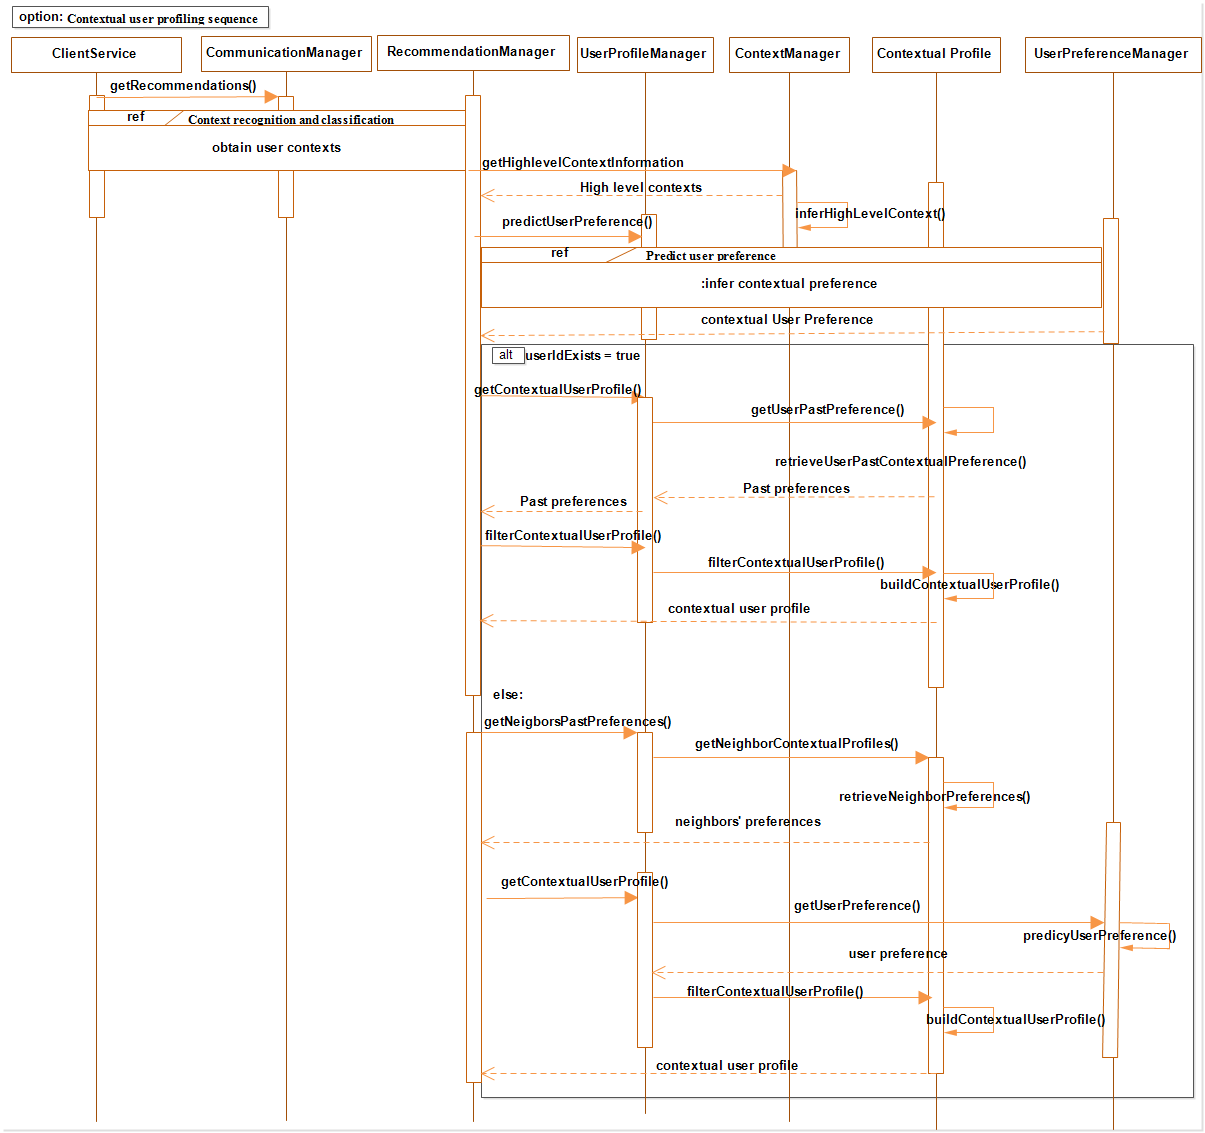 option: Contextual user profiling sequence
ClientService
CommunicationManager
RecommendationManager
UserProfileManager
ContextManager
Contextual Profile
UserPreferenceManager
getRecommendations()
ref
Context recognition and classification
obtain user contexts
getHighlevelContextInformation
High level contexts
inferHighLevelContext()
predictUserPreference()
ref
Predict user preference
:infer contextual preference
contextual User Preference
alt
userIdExists = true
getContextualUserProfile()
getUserPastPreference()
retrieveUserPastContextualPreference()
Past preferences
Past preferences
filterContextualUserProfile()
filterContextualUserProfile()
buildContextualUserProfile()
contextual user profile
else:
getNeigborsPastPreferences()
getNeighborContextualProfiles()
retrieveNeighborPreferences()
neighbors' preferences
getContextualUserProfile()
getUserPreference()
predicyUserPreference()
user preference
filterContextualUserProfile()
buildContextualUserProfile()
contextual user profile